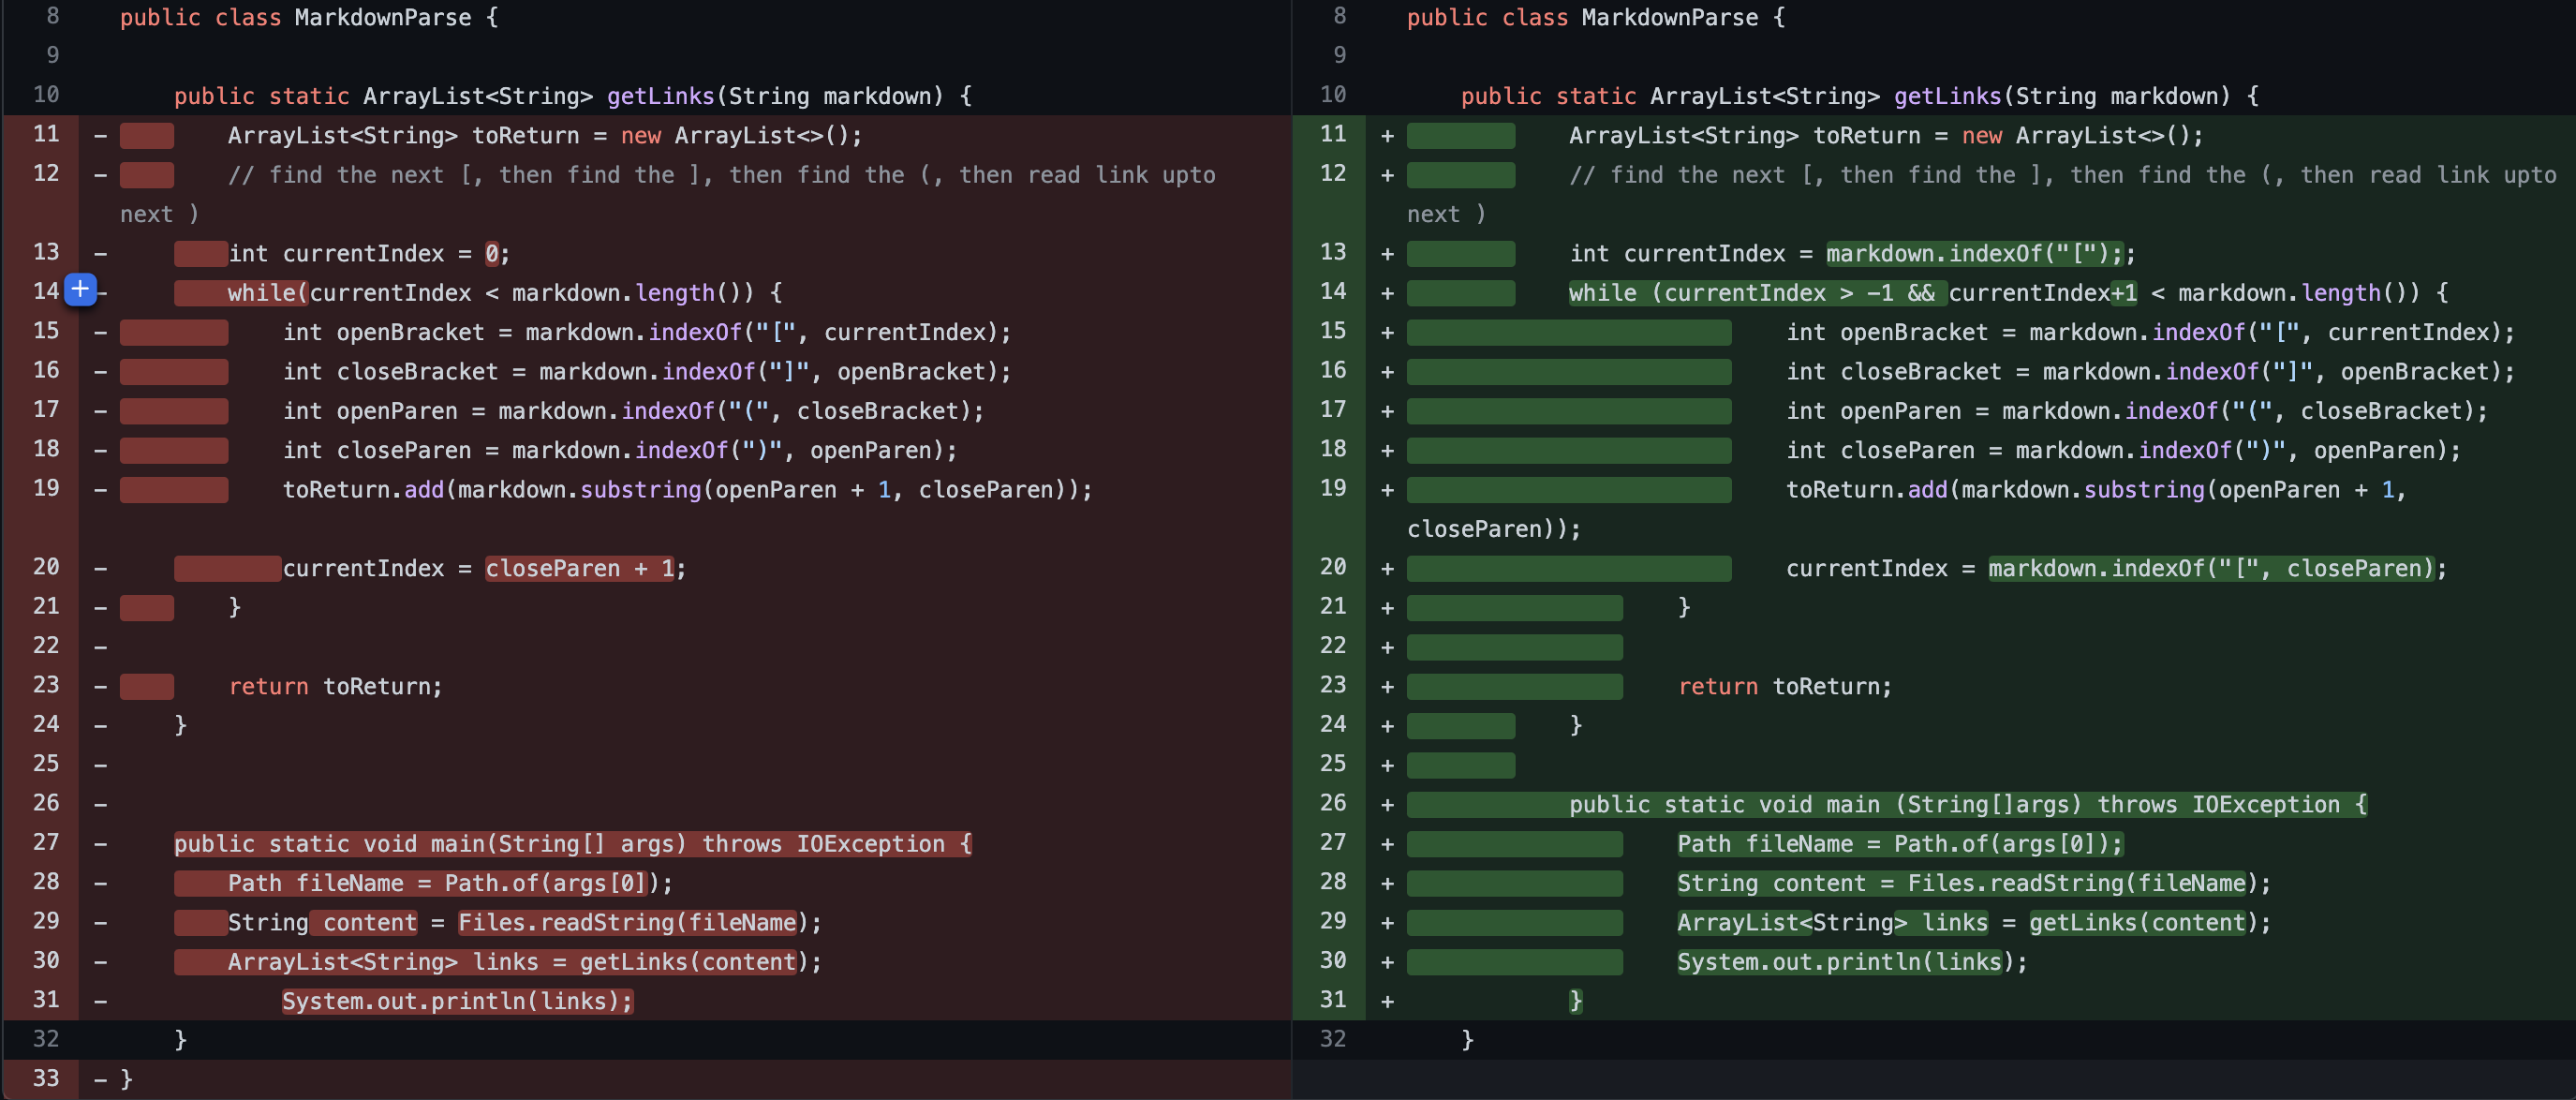 8 public class MarkdownParse {
9
10 public static ArrayList<String> getLinks(String markdown) {
11 - ArrayList<String> toReturn = new ArrayList<>();
12 - // find the next [, then find the ], then find the (, then read link upto
next )
13 - int currentIndex = 0;
14 + - while(currentIndex < markdown.length()) {
15 - int openBracket = markdown.indexOf("[", currentIndex);
16 - int closeBracket = markdown.indexOf("]", openBracket);
17 - int openParen = markdown.indexOf("(", closeBracket);
18 - int closeParen = markdown.indexOf(")", openParen);
19 - toReturn.add(markdown.substring(openParen + 1, closeParen));
20 - currentIndex = closeParen + 1;
21 - }
22 -
23 - return toReturn;
24 - }
25 -
26 -
27 - public static void main(String[] args) throws IOException {
28 - Path fileName = Path.of(args[0]);
29 - String content = Files.readString(fileName);
30 - ArrayList<String> links = getLinks(content);
31 - System.out.println(links);
32 }
33 - }
8 public class MarkdownParse {
9
10 public static ArrayList<String> getLinks(String markdown) {
11 + ArrayList<String> toReturn = new ArrayList<>();
12 + // find the next [, then find the ], then find the (, then read link upto
next )
13 + int currentIndex = markdown.indexOf("[");;
14 + while (currentIndex > -1 && currentIndex+1 < markdown.length()) {
15 + int openBracket = markdown.indexOf("[", currentIndex);
16 + int closeBracket = markdown.indexOf("]", openBracket);
17 + int openParen = markdown.indexOf("(", closeBracket);
18 + int closeParen = markdown.indexOf(")", openParen);
19 + toReturn.add(markdown.substring(openParen + 1,
closeParen));
20 + currentIndex = markdown.indexOf("[", closeParen);
21 + }
22 +
23 + return toReturn;
24 + }
25 +
26 + public static void main (String[]args) throws IOException {
27 + Path fileName = Path.of(args[0]);
28 + String content = Files.readString(fileName);
29 + ArrayList<String> links = getLinks(content);
30 + System.out.println(links);
31 + }
32 }